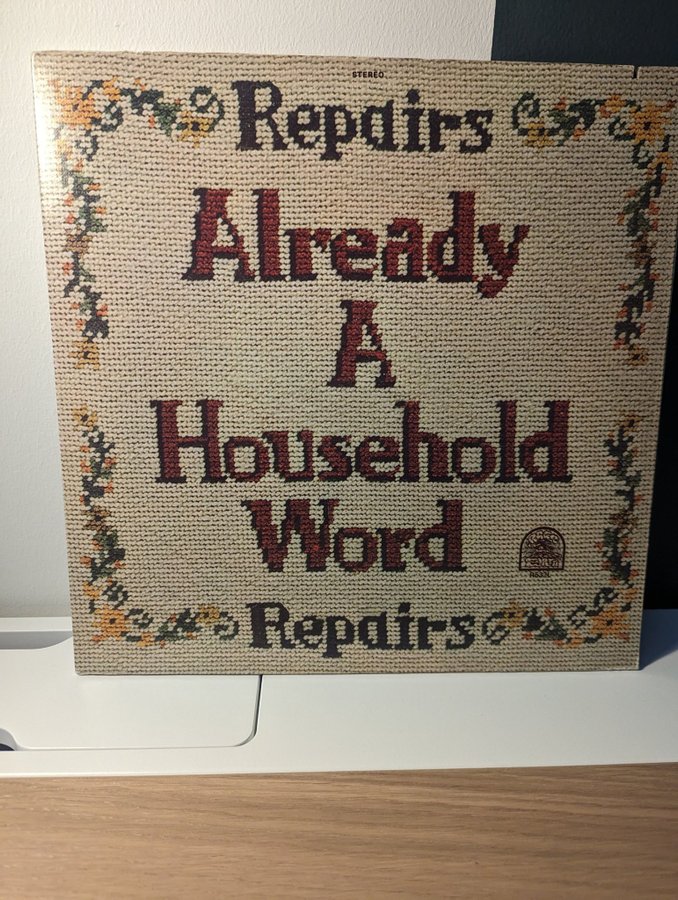 STEREO
Repairs
Already
A
Household
Word
Repairs